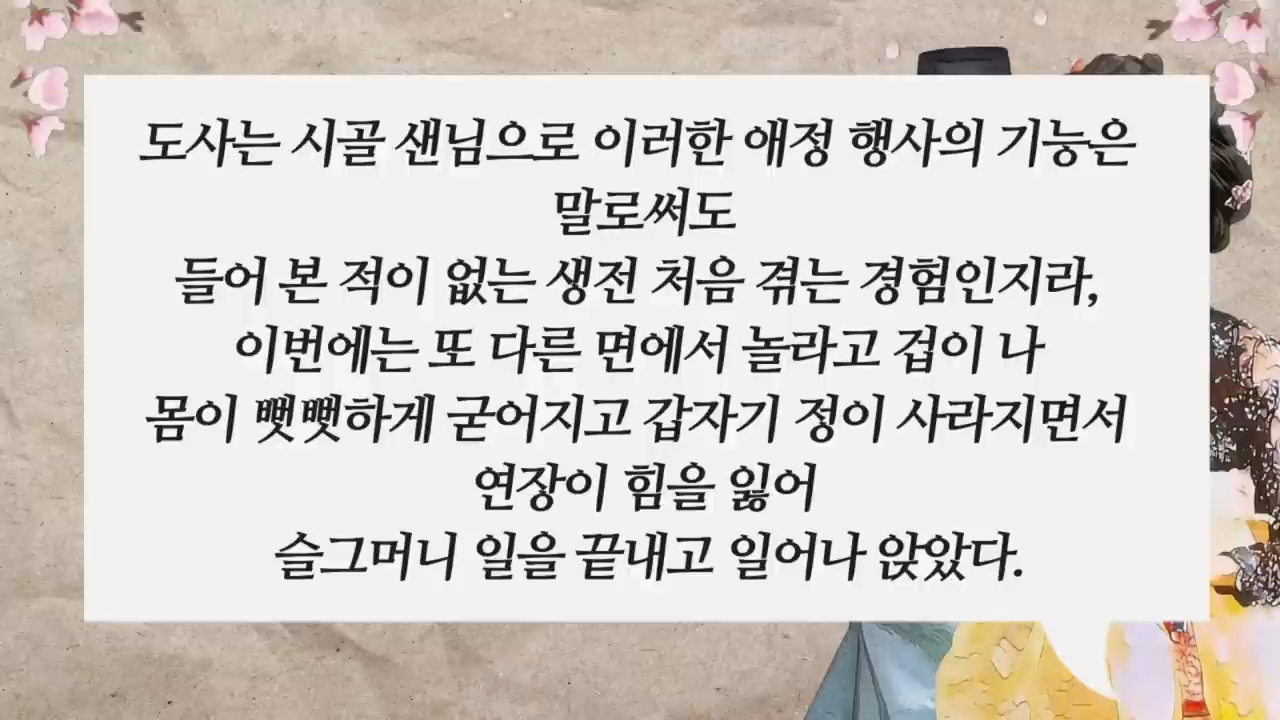 도사는 시골 샌님으로 이러한 애정 행사의 기능은
말로써도
들어 본 적이 없는 생전 처음 겪는 경험인지라,
이번에는 또 다른 면에서 놀라고 겁이 나
몸이 뻣뻣하게 굳어지고 갑자기 정이 사라지면서
연장이 힘을 잃어
슬그머니 일을 끝내고 일어나 앉았다.